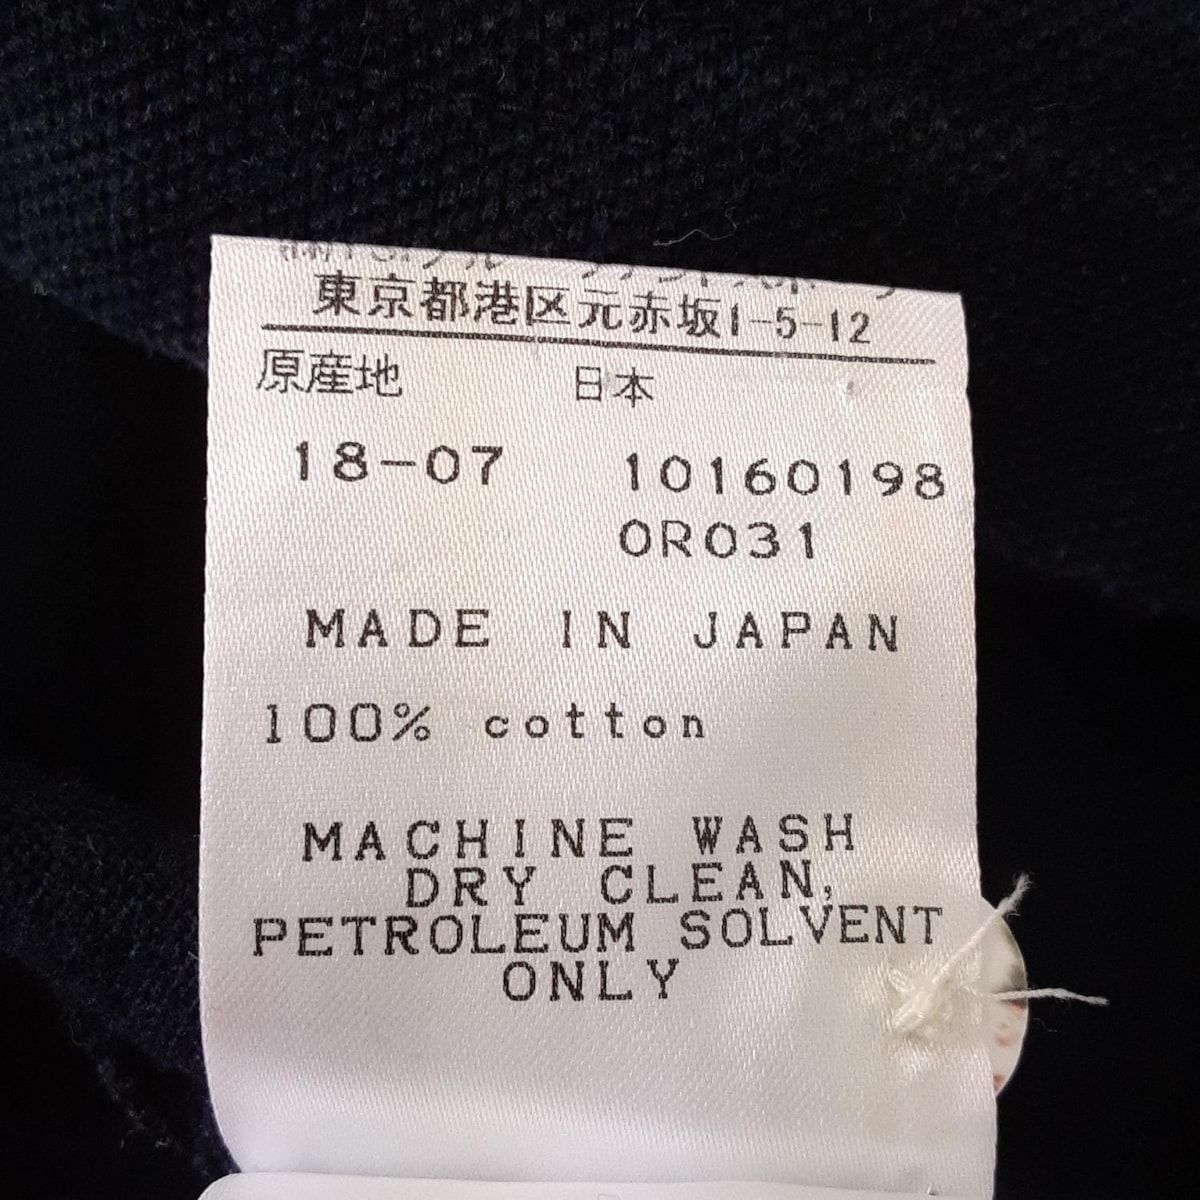 東京都港区元赤坂1-5-12
原産地 日本
18-07 10160198
0R031
MADE IN JAPAN
100% cotton
MACHINE WASH
DRY CLEAN,
PETROLEUM SOLVENT
ONLY